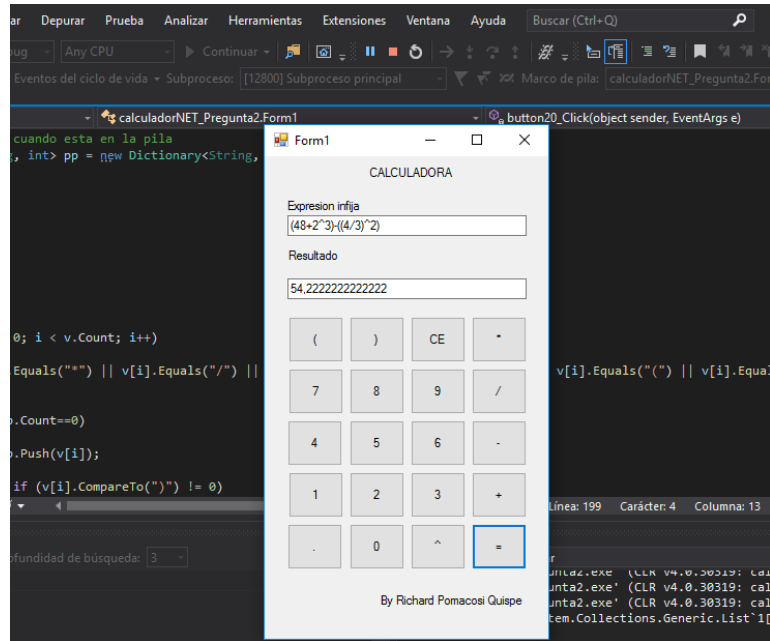 ar Depurar Prueba Analizar Herramientas Extensiones Ventana Ayuda Buscar (Ctrl+Q)
bug Any CPU Continuar
Eventos del ciclo de vida Subproceso: [12800] Subproceso principal Marco de pila: calculadorNET_Pregunta2.For
calculadorNET_Pregunta2.Form1 button20_Click(object sender, EventArgs e)
cuando esta en la pila
, int> pp = new Dictionary<String,
0; i < v.Count; i++)
.Equals("*") || v[i].Equals("/") || v[i].Equals("(") || v[i].Equal
.Count==0)
.Push(v[i]);
if (v[i].CompareTo(")") != 0)
Línea: 199 Carácter: 4 Columna: 13
ofundidad de búsqueda: 3
unta2.exe' (CLR v4.0.30319: cal
unta2.exe' (CLR v4.0.30319: cal
unta2.exe' (CLR v4.0.30319: cal
tem.Collections.Generic.List`1[
Form1
CALCULADORA
Expresion infija
(48+2^3)-((4/3)^2)
Resultado
54,2222222222222
( ) CE *
7 8 9 /
4 5 6 -
1 2 3 +
. 0 ^ =
By Richard Pomacosi Quispe